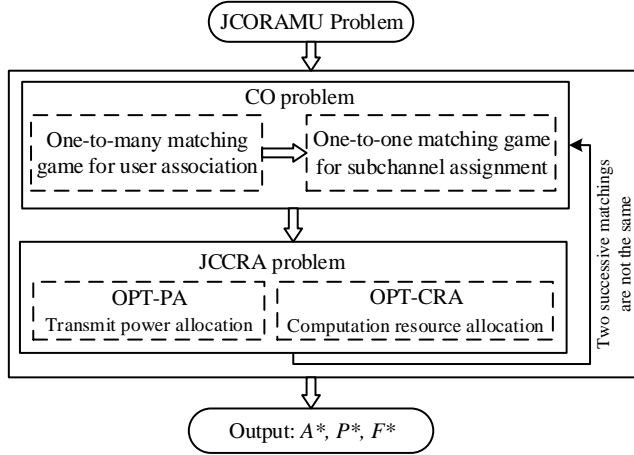 JCORAMU Problem
CO problem
One-to-many matching
game for user association
One-to-one matching game
for subchannel assignment
Two successive matchings
are not the same
JCCRA problem
OPT-PA
Transmit power allocation
OPT-CRA
Computation resource allocation
Output: A*, P*, F*